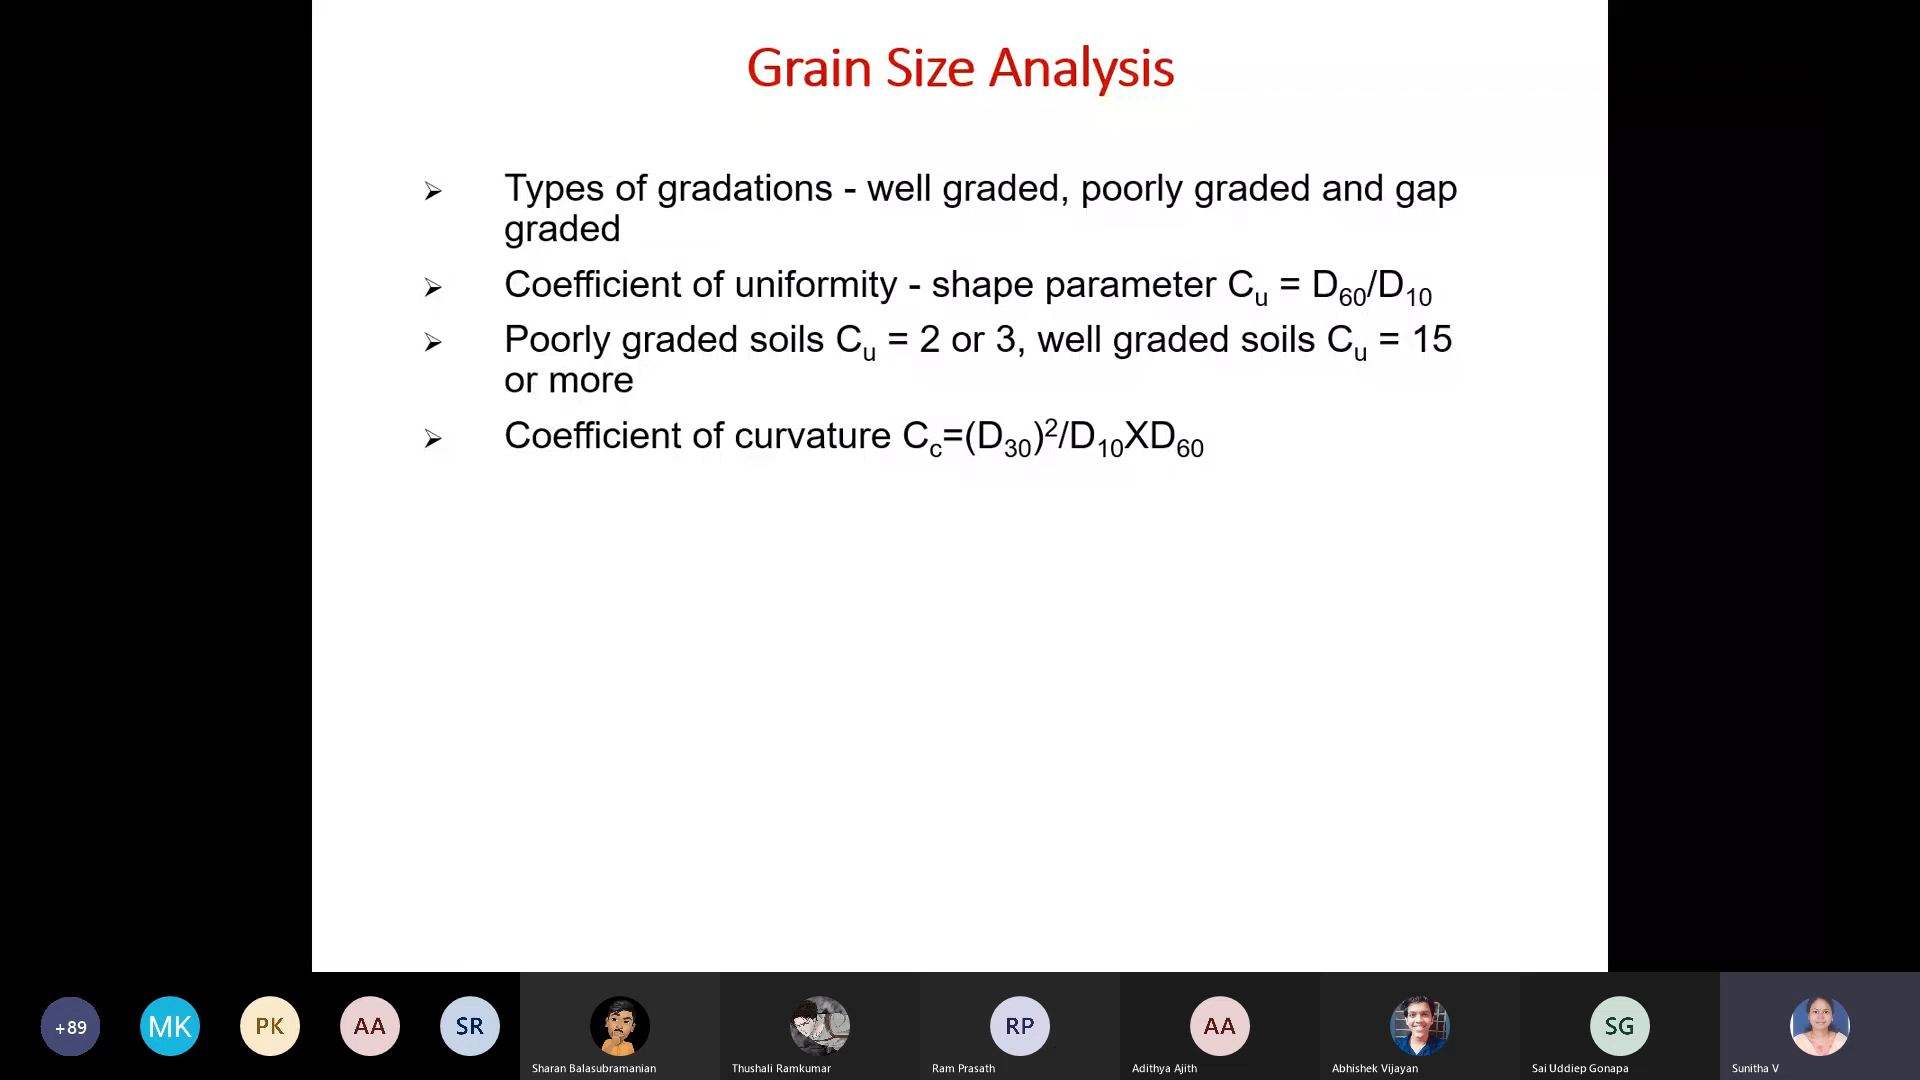 Grain Size Analysis
➢ Types of gradations - well graded, poorly graded and gap
graded
➢ Coefficient of uniformity - shape parameter Cᵤ = D₆₀/D₁₀
➢ Poorly graded soils Cᵤ = 2 or 3, well graded soils Cᵤ = 15
or more
➢ Coefficient of curvature C꜀=(D₃₀)²/D₁₀XD₆₀
+89
MK
PK
AA
SR
Sharan Balasubramanian
Thushali Ramkumar
RP
Ram Prasath
AA
Adithya Ajith
Abhishek Vijayan
SG
Sai Uddiep Gonapa
Sunitha V